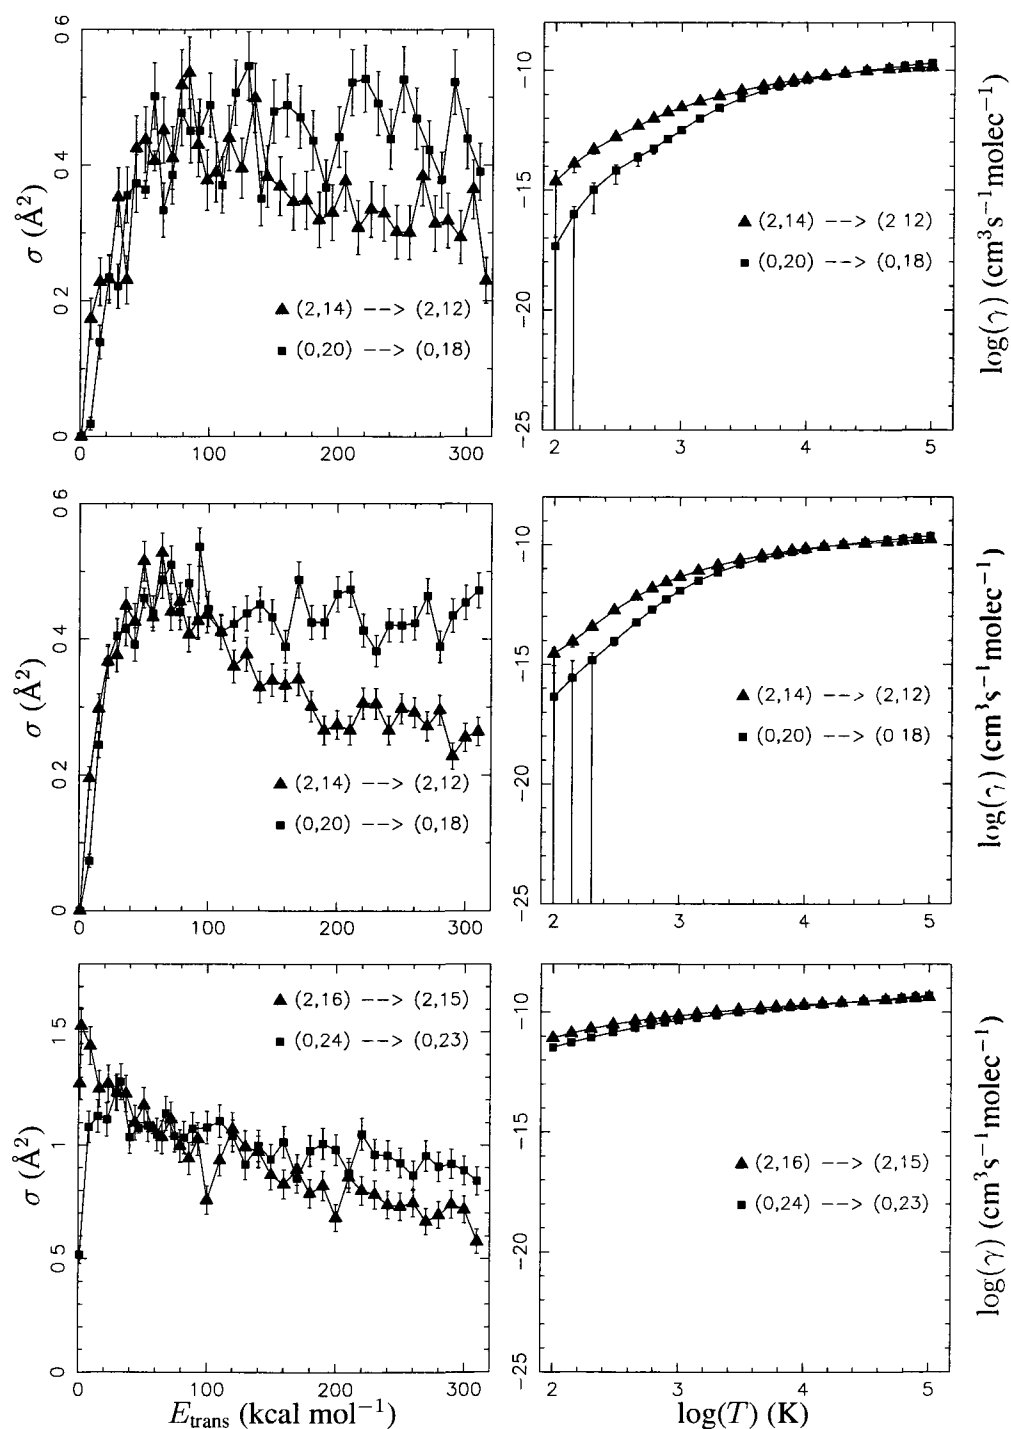 0 6
0 4
0 2
0
σ (Å²)
0 100 200 300
▲ (2,14) --> (2,12)
■ (0,20) --> (0,18)
-10
-15
-20
-25
2 3 4 5
▲ (2,14) --> (2 12)
■ (0,20) --> (0,18)
log(γ) (cm³s⁻¹molec⁻¹)
0 6
0 4
0 2
0
σ (Å²)
0 100 200 300
▲ (2,14) --> (2,12)
■ (0,20) --> (0,18)
-10
-15
-20
-25
2 3 4 5
▲ (2,14) --> (2,12)
■ (0,20) --> (0 18)
log(γ) (cm³s⁻¹molec⁻¹)
1 5
1
0 5
0
σ (Å²)
▲ (2,16) --> (2,15)
■ (0,24) --> (0,23)
0 100 200 300
E_trans (kcal mol⁻¹)
-10
-15
-20
-25
▲ (2,16) --> (2,15)
■ (0,24) --> (0,23)
2 3 4 5
log(T) (K)
log(γ) (cm³s⁻¹molec⁻¹)